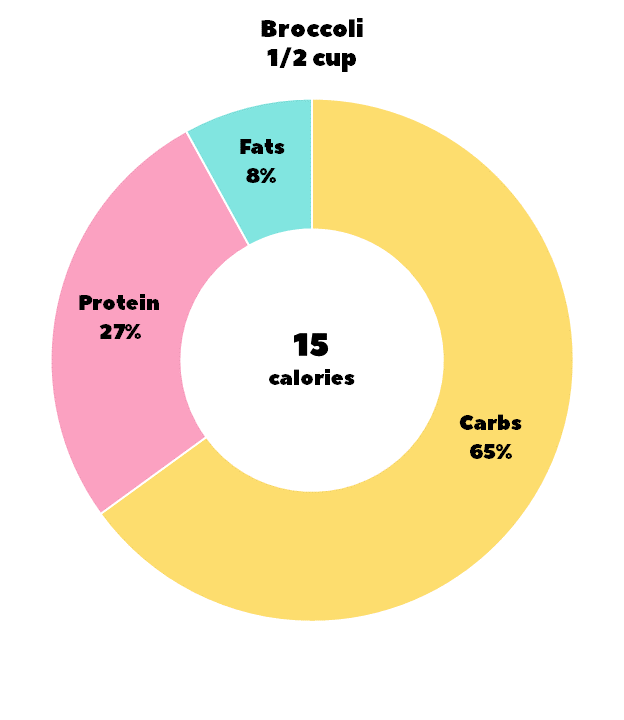 Broccoli
1/2 cup
Fats
8%
Protein
27%
15
calories
Carbs
65%